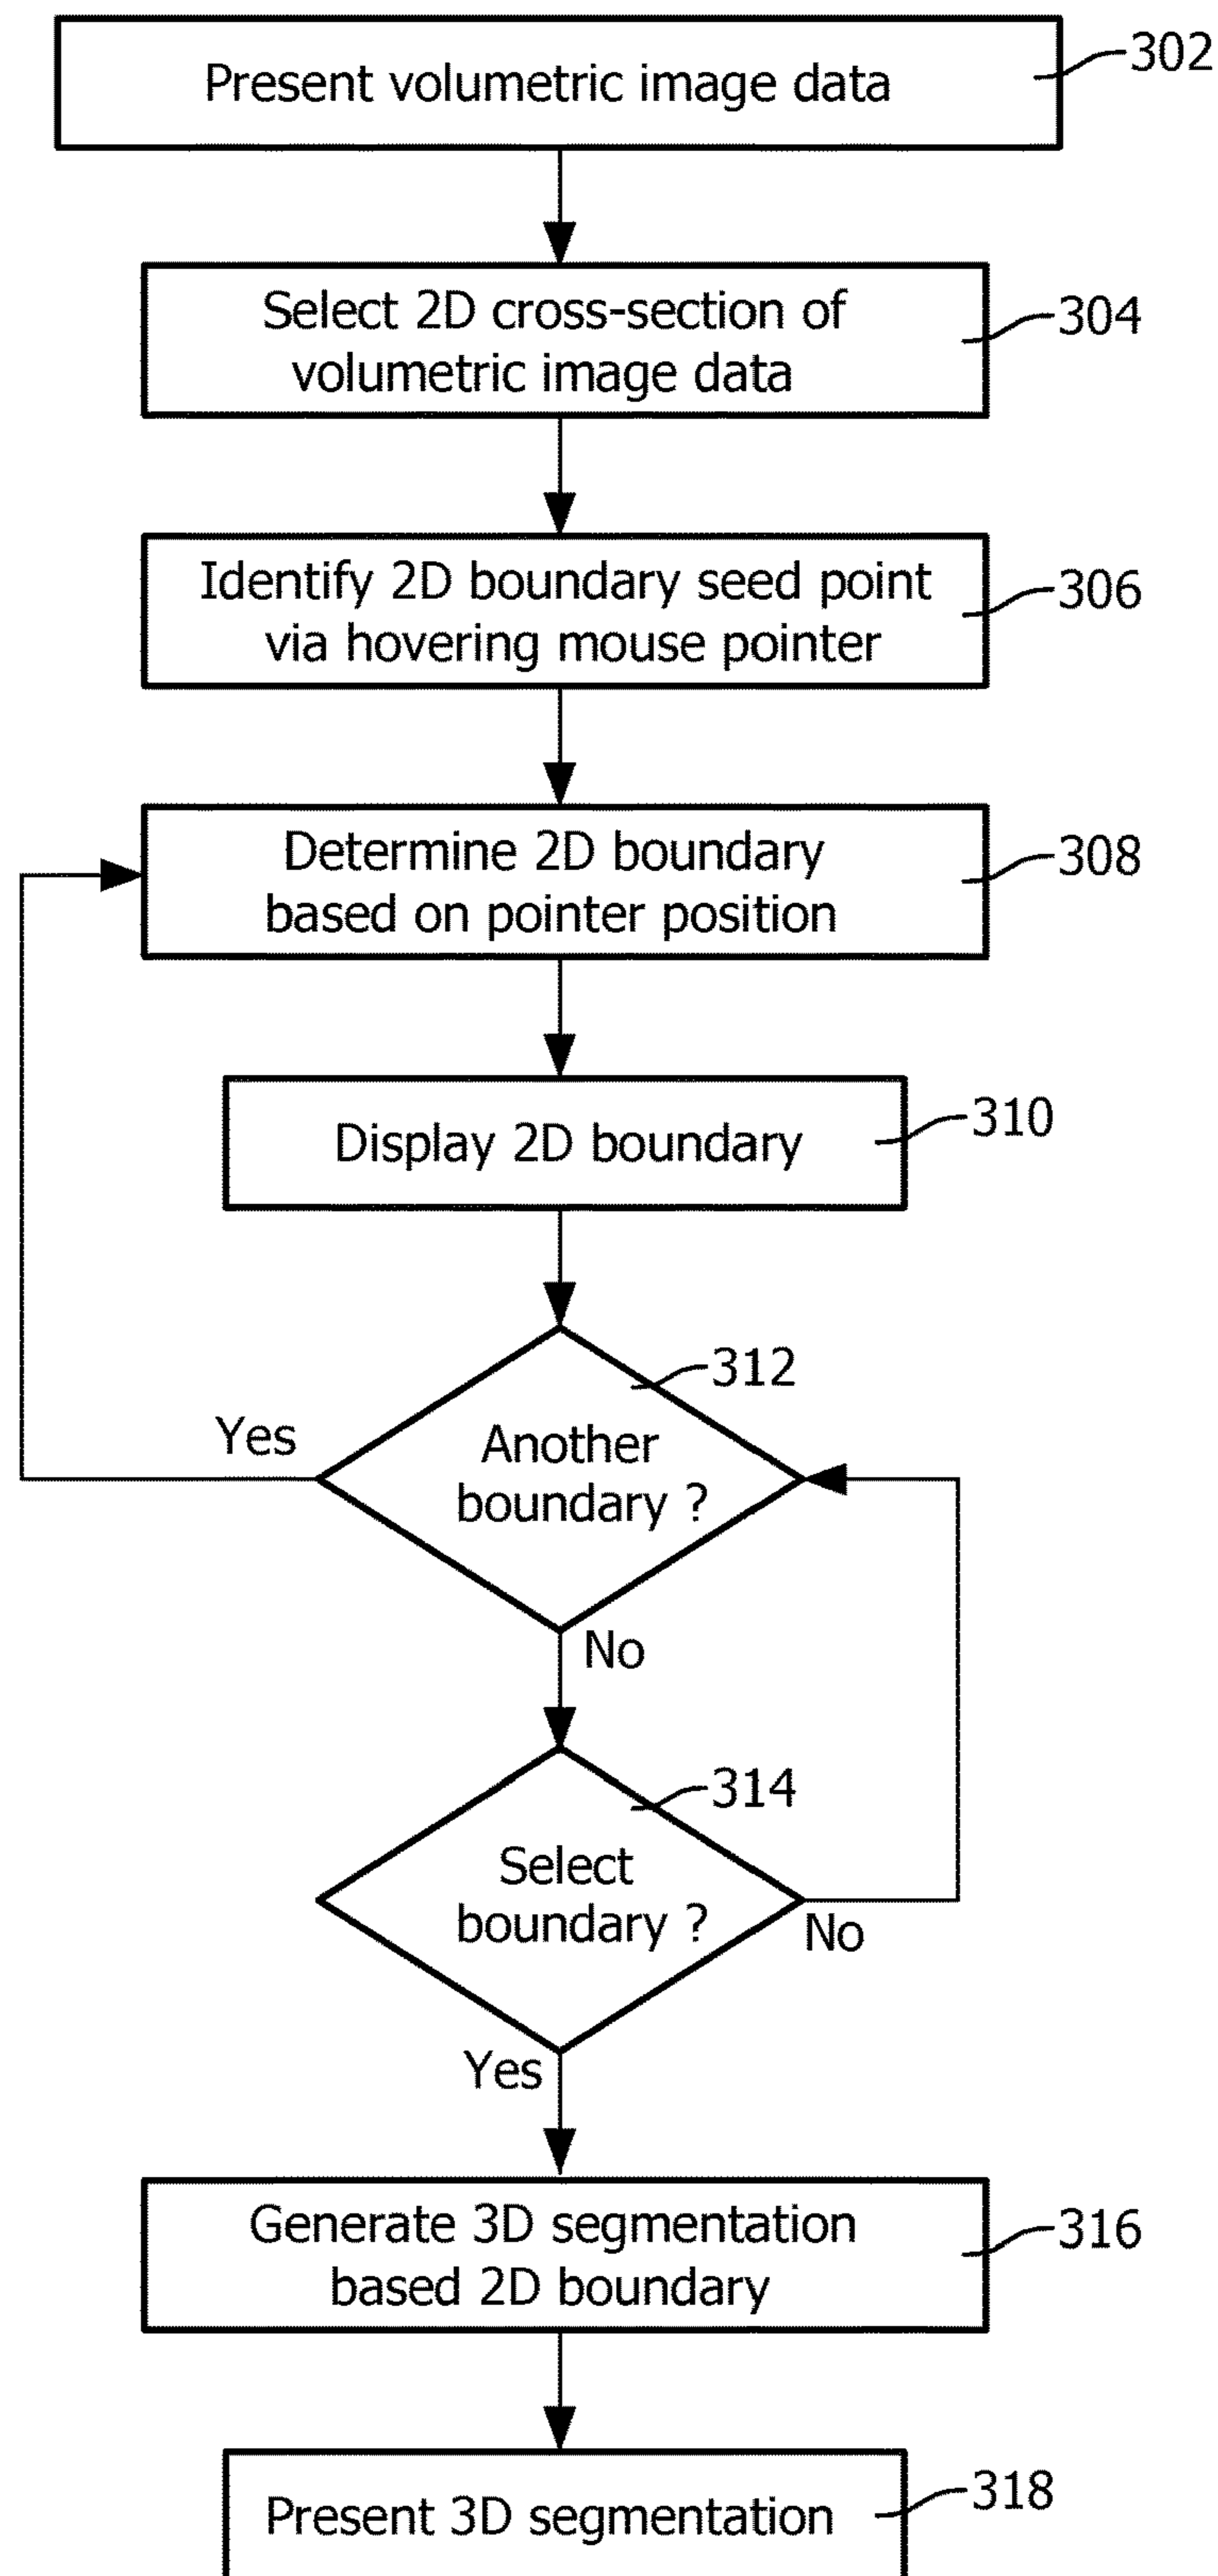 Present volumetric image data
302
Select 2D cross-section of
volumetric image data
304
Identify 2D boundary seed point
via hovering mouse pointer
306
Determine 2D boundary
based on pointer position
308
Display 2D boundary
310
312
Another
boundary ?
Yes
No
314
Select
boundary ?
No
Yes
Generate 3D segmentation
based 2D boundary
316
Present 3D segmentation
318